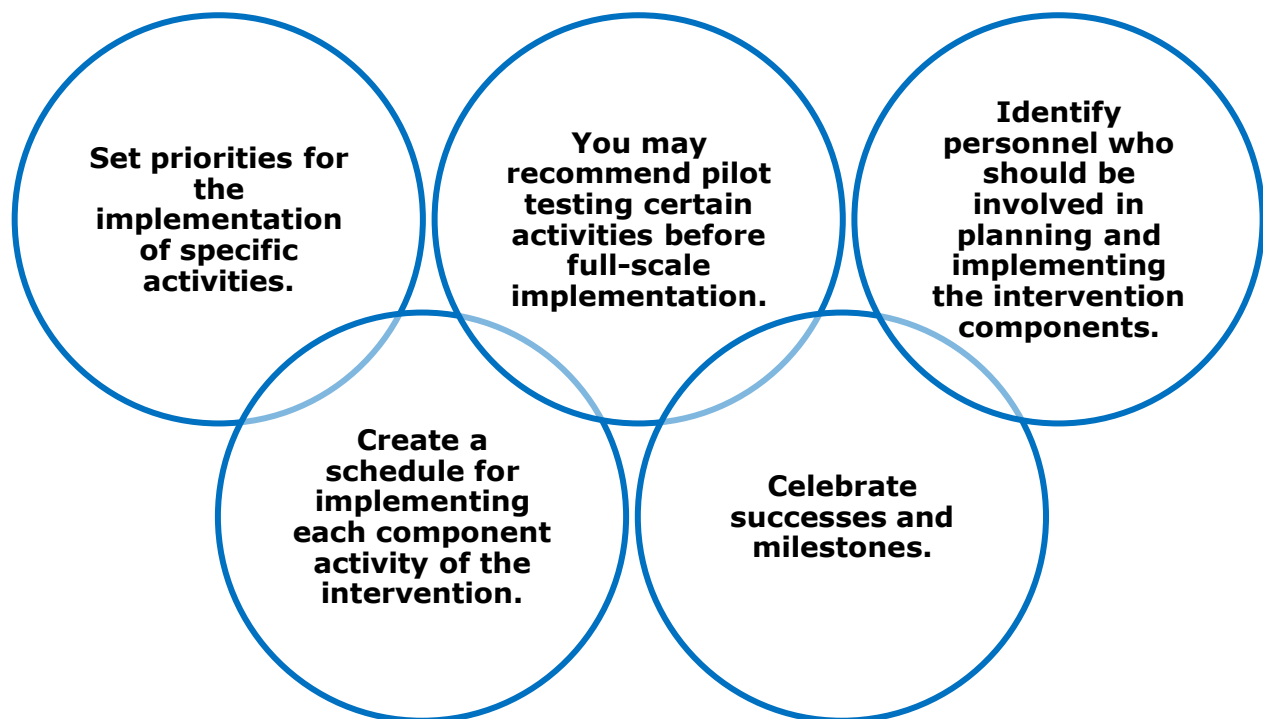 Set priorities for
the
implementation
of specific
activities.
You may
recommend pilot
testing certain
activities before
full-scale
implementation.
Identify
personnel who
should be
involved in
planning and
implementing
the intervention
components.
Create a
schedule for
implementing
each component
activity of the
intervention.
Celebrate
successes and
milestones.